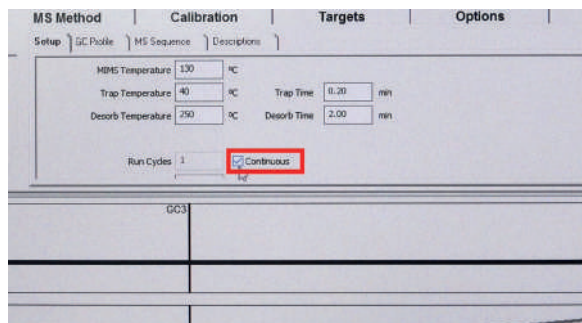 MS Method Calibration Targets Options
Setup GC Profile MS Sequence Descriptions
MIMS Temperature 130 ºC
Trap Temperature 40 ºC Trap Time 0.20 min
Desorb Temperature 250 ºC Desorb Time 2.00 min
Run Cycles 1 Continuous
GC3